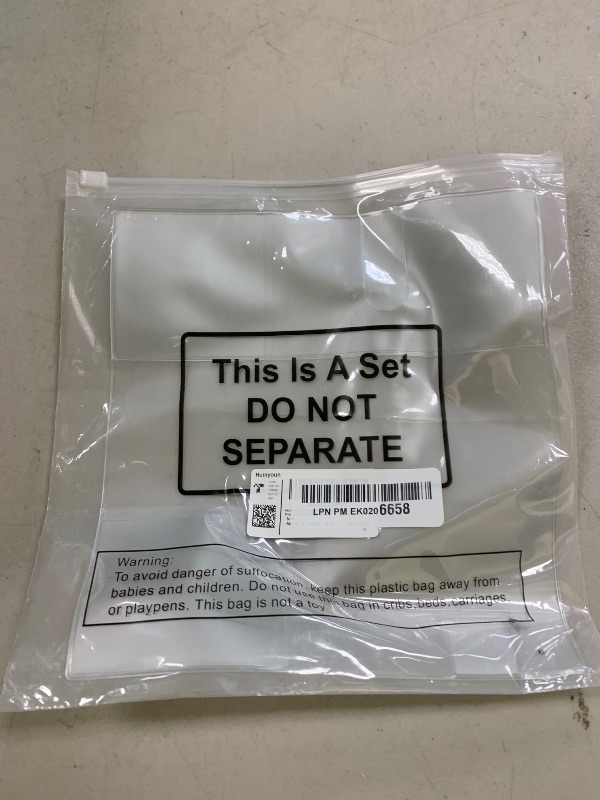 This Is A Set
DO NOT
SEPARATE
Humyoun
LPN PM EK0206658
Warning:
To avoid danger of suffocation, keep this plastic bag away from
babies and children. Do not use this bag in cribs, beds, carriages,
or playpens. This bag is not a toy